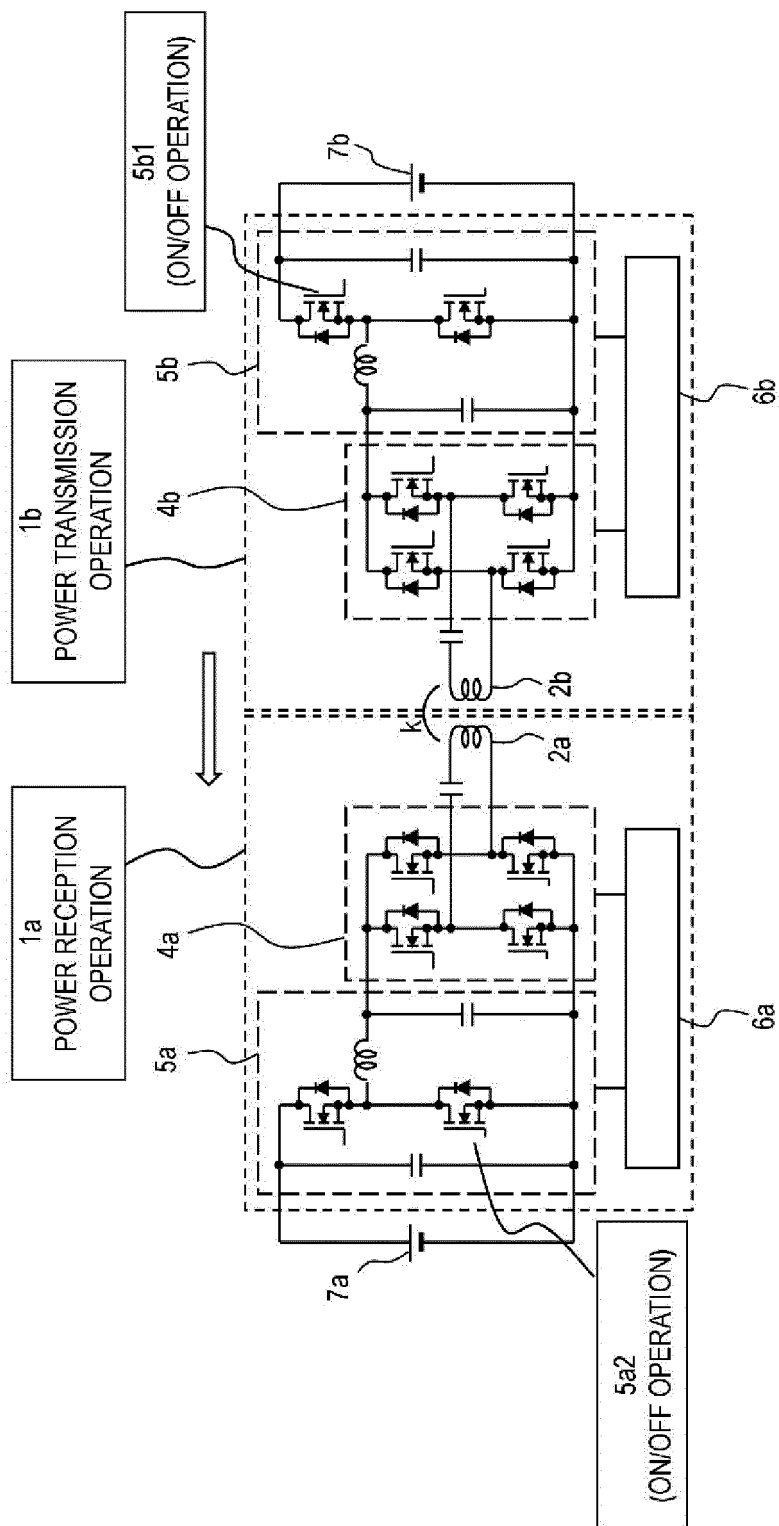 1a
POWER RECEPTION
OPERATION
1b
POWER TRANSMISSION
OPERATION
5b1
(ON/OFF OPERATION)
5a
4a
4b
5b
7a
k
2a
2b
7b
6a
6b
5a2
(ON/OFF OPERATION)